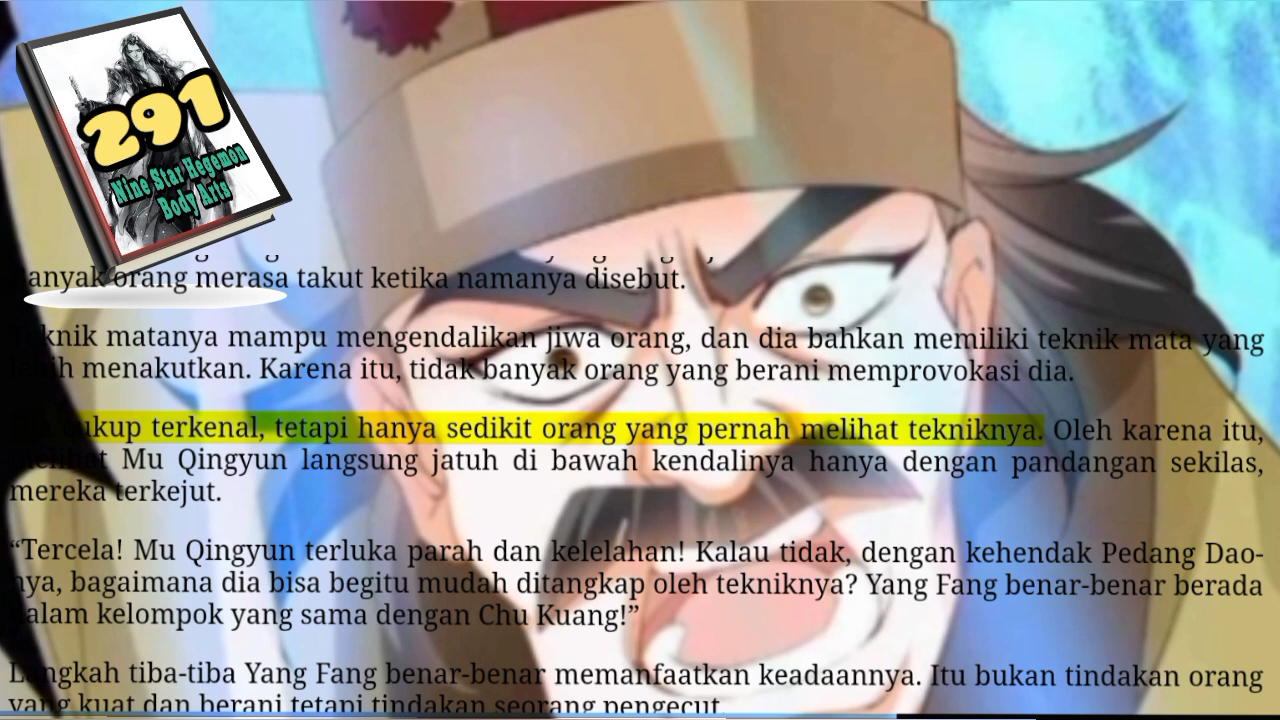 291
Nine Star Hegemon
Body Arts
banyak orang merasa takut ketika namanya disebut.
Teknik matanya mampu mengendalikan jiwa orang, dan dia bahkan memiliki teknik mata yang
lebih menakutkan. Karena itu, tidak banyak orang yang berani memprovokasi dia.
Dia cukup terkenal, tetapi hanya sedikit orang yang pernah melihat tekniknya. Oleh karena itu,
melihat Mu Qingyun langsung jatuh di bawah kendalinya hanya dengan pandangan sekilas,
mereka terkejut.
“Tercela! Mu Qingyun terluka parah dan kelelahan! Kalau tidak, dengan kehendak Pedang Dao-
nya, bagaimana dia bisa begitu mudah ditangkap oleh tekniknya? Yang Fang benar-benar berada
dalam kelompok yang sama dengan Chu Kuang!”
Langkah tiba-tiba Yang Fang benar-benar memanfaatkan keadaannya. Itu bukan tindakan orang
yang kuat dan berani tetapi tindakan seorang pengecut.